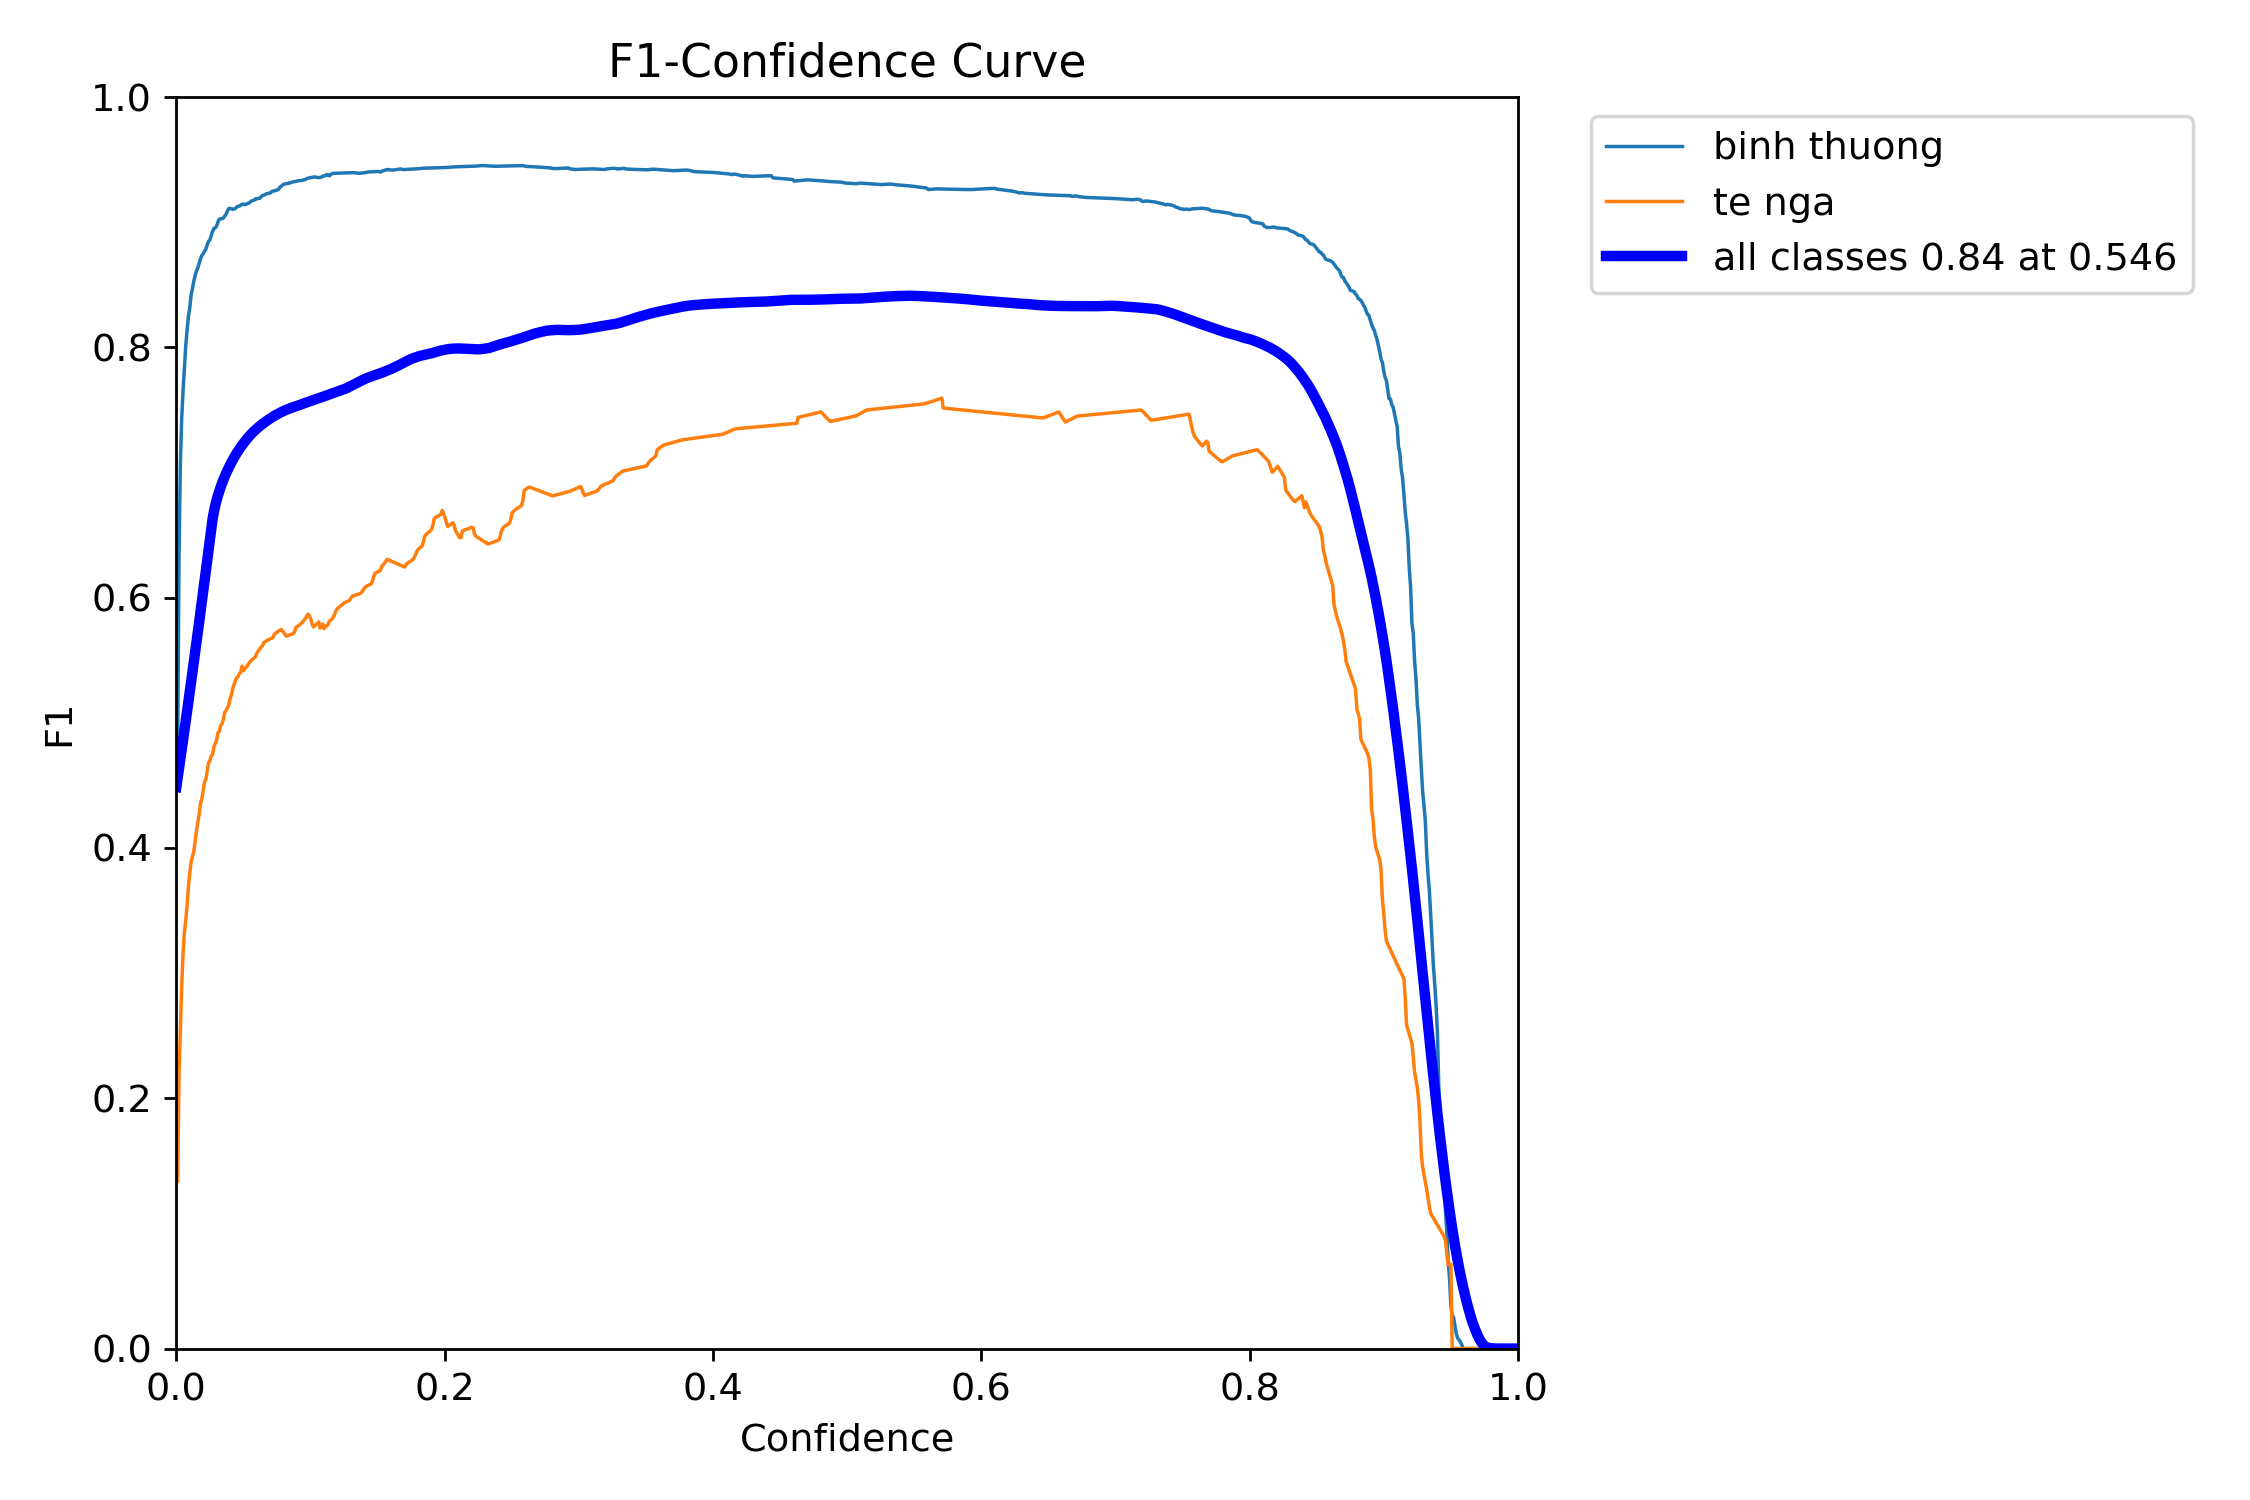 F1-Confidence Curve
1.0
0.8
0.6
0.4
0.2
0.0
F1
0.0 0.2 0.4 0.6 0.8 1.0
Confidence
binh thuong
te nga
all classes 0.84 at 0.546